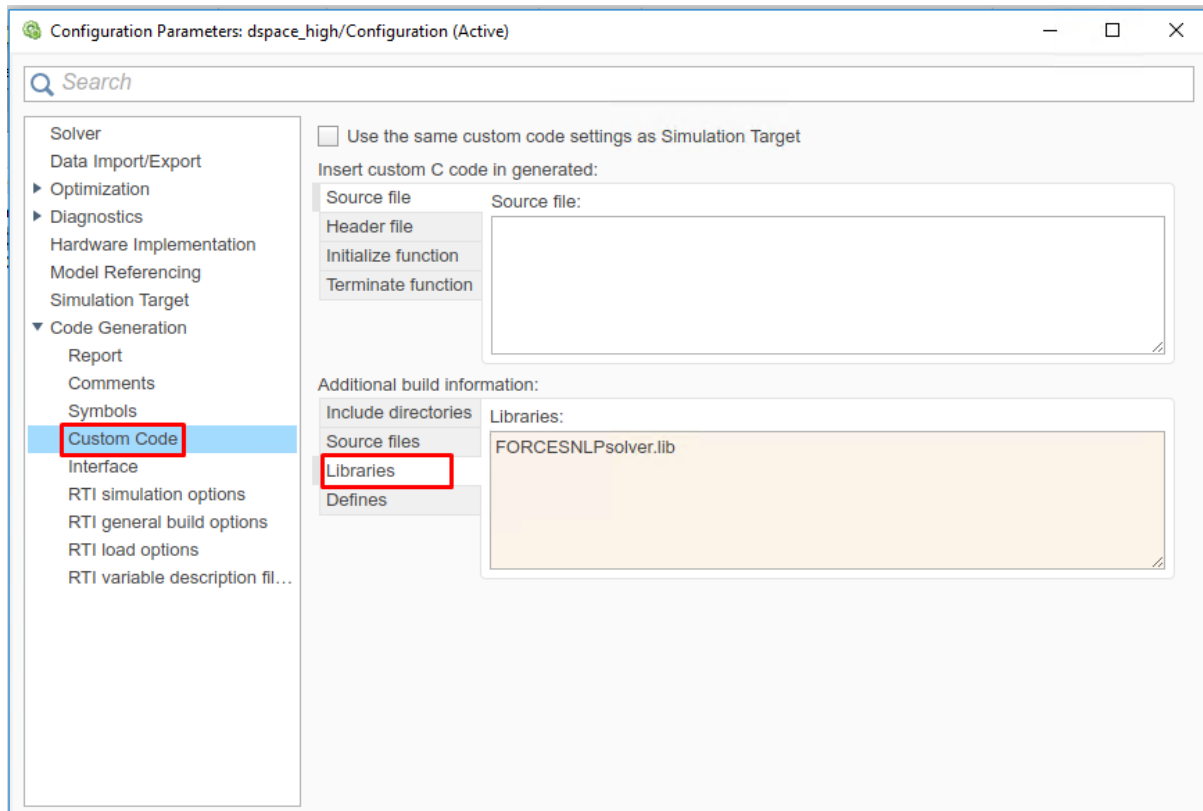 Configuration Parameters: dspace_high/Configuration (Active)
Search
Solver
Data Import/Export
Optimization
Diagnostics
Hardware Implementation
Model Referencing
Simulation Target
Code Generation
Report
Comments
Symbols
Custom Code
Interface
RTI simulation options
RTI general build options
RTI load options
RTI variable description fil...
Use the same custom code settings as Simulation Target
Insert custom C code in generated:
Source file
Header file
Initialize function
Terminate function
Source file:
Additional build information:
Include directories
Source files
Libraries
Defines
Libraries:
FORCESNLPsolver.lib